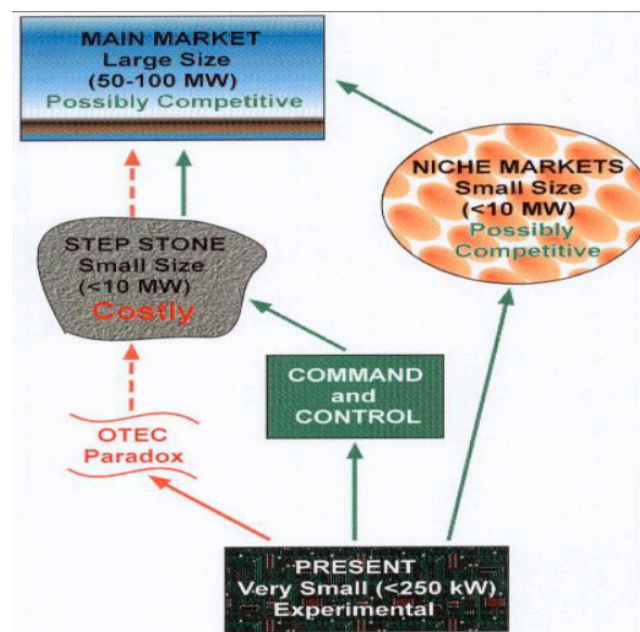 MAIN MARKET
Large Size
(50-100 MW)
Possibly Competitive
NICHE MARKETS
Small Size
(<10 MW)
Possibly
Competitive
STEP STONE
Small Size
(<10 MW)
Costly
COMMAND
and
CONTROL
OTEC
Paradox
PRESENT
Very Small (<250 kW)
Experimental